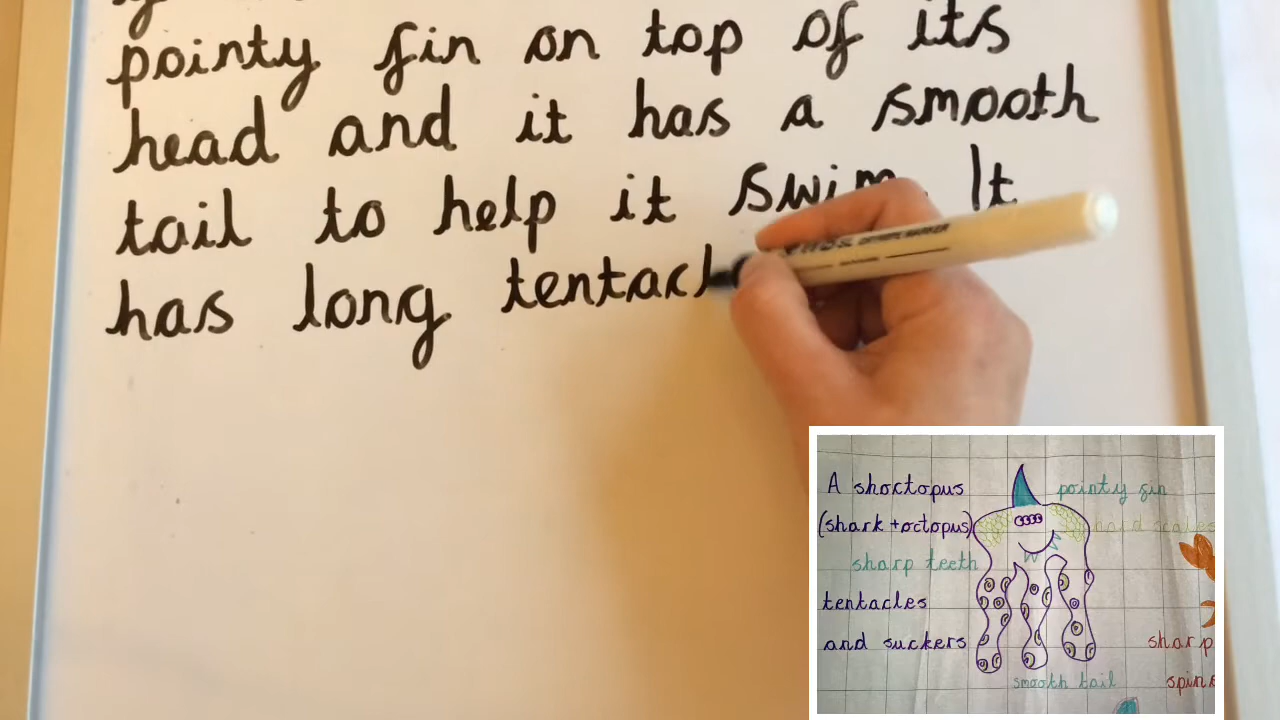 pointy fin on top of its
head and it has a smooth
tail to help it swim. It
has long tentacl
A shoctopus
pointy fin
(shark + octopus)
sharp teeth
tentacles
and suckers
sharp
smooth tail